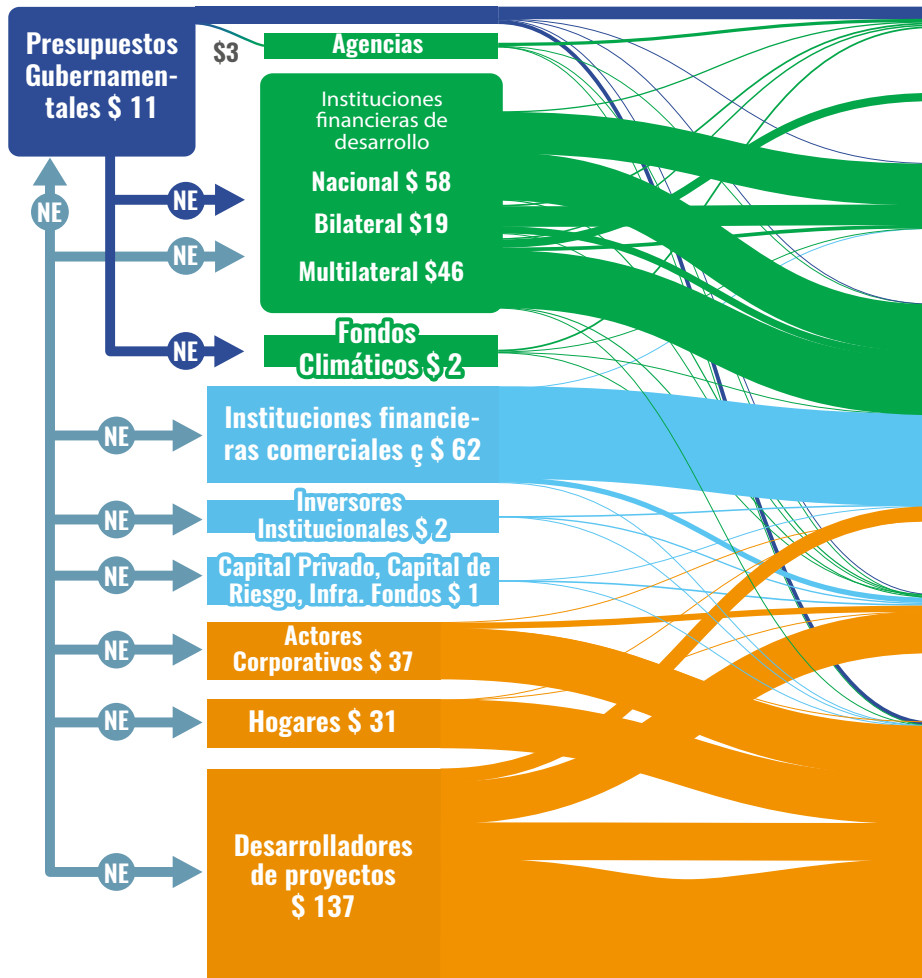 Presupuestos
Gubernamen-
tales $ 11
$3
Agencias
Instituciones
financieras de
desarrollo
Nacional $ 58
Bilateral $19
Multilateral $46
NE
NE
NE
NE
Fondos
Climáticos $ 2
NE
Instituciones financie-
ras comerciales ç $ 62
NE
Inversores
Institucionales $ 2
NE
Capital Privado, Capital de
Riesgo, Infra. Fondos $ 1
NE
Actores
Corporativos $ 37
NE
Hogares $ 31
NE
Desarrolladores
de proyectos
$ 137